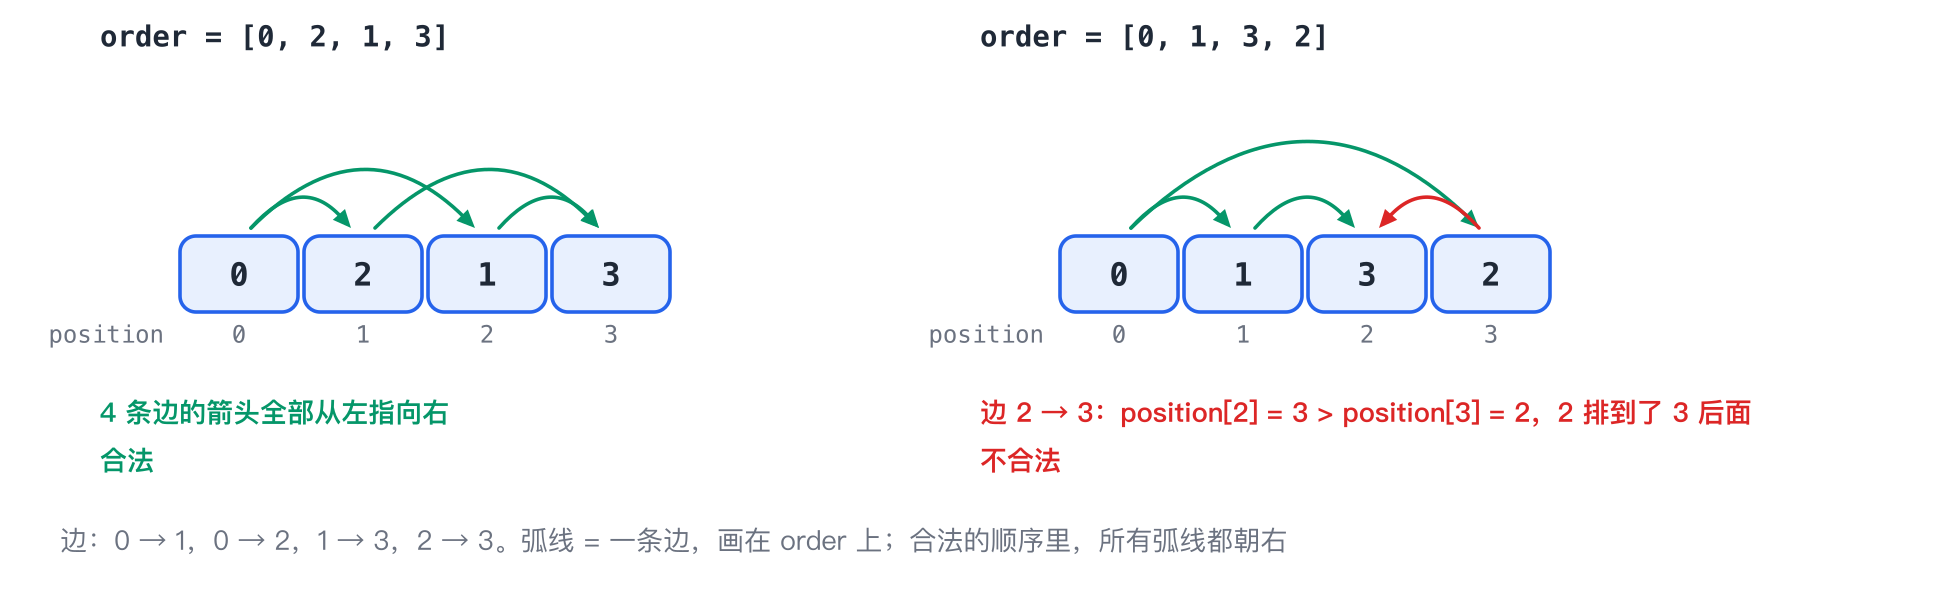 order = [0, 2, 1, 3]
0 2 1 3
position 0 1 2 3
4 条边的箭头全部从左指向右
合法
order = [0, 1, 3, 2]
0 1 3 2
position 0 1 2 3
边 2 → 3：position[2] = 3 > position[3] = 2，2 排到了 3 后面
不合法
边：0 → 1，0 → 2，1 → 3，2 → 3。弧线 = 一条边，画在 order 上；合法的顺序里，所有弧线都朝右